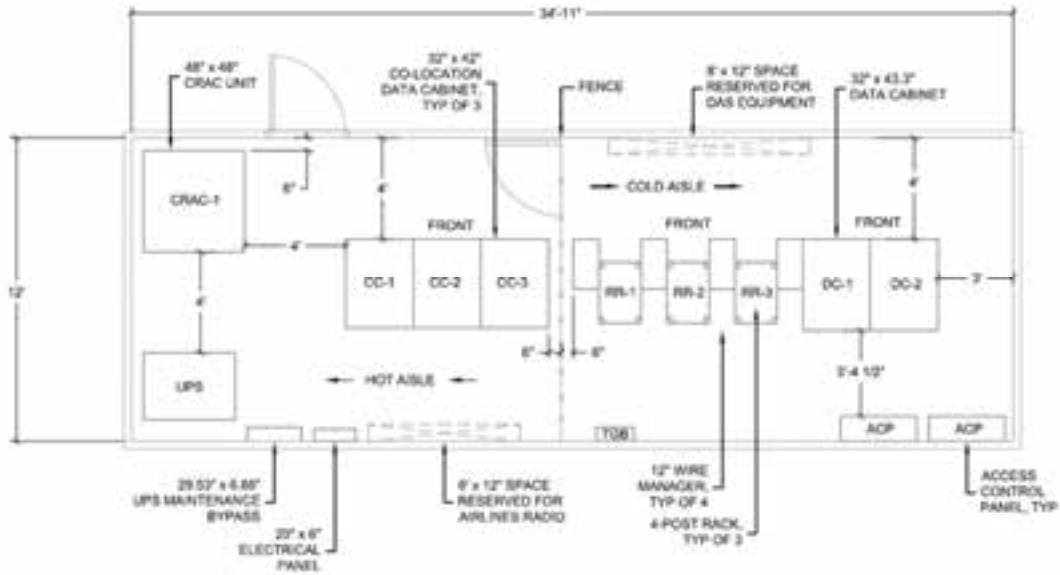 34'-11"
48" x 48"
CRAC UNIT
32" x 42"
CO-LOCATION
DATA CABINET,
TYP OF 3
FENCE
8' x 12" SPACE
RESERVED FOR
DAS EQUIPMENT
32" x 43.3"
DATA CABINET
CRAC-1
6"
4'
FRONT
COLD AISLE
FRONT
FRONT
4'
4'
CC-1
CC-2
CC-3
RR-1
RR-2
RR-3
DC-1
DC-2
3'
12'
4'
6"
6"
UPS
HOT AISLE
3'-4 1/2"
TGB
ACP
ACP
29.53" x 6.88"
UPS MAINTENANCE
BYPASS
20" x 6"
ELECTRICAL
PANEL
6' x 12" SPACE
RESERVED FOR
AIRLINES RADIO
12" WIRE
MANAGER,
TYP OF 4
4-POST RACK,
TYP OF 3
ACCESS
CONTROL
PANEL, TYP